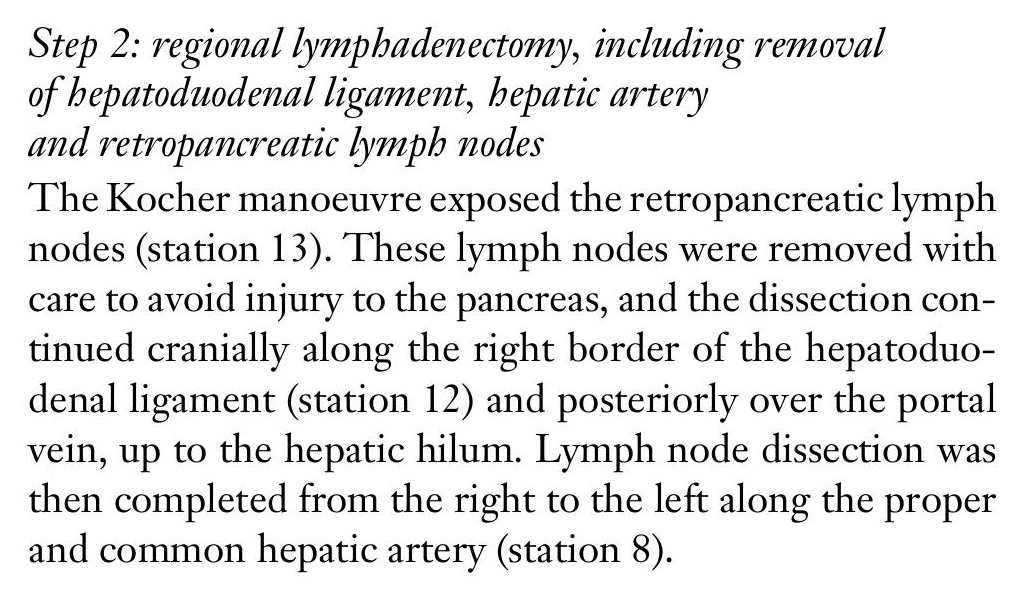 Step 2: regional lymphadenectomy, including removal
of hepatoduodenal ligament, hepatic artery
and retropancreatic lymph nodes
The Kocher manoeuvre exposed the retropancreatic lymph
nodes (station 13). These lymph nodes were removed with
care to avoid injury to the pancreas, and the dissection con-
tinued cranially along the right border of the hepatoduo-
denal ligament (station 12) and posteriorly over the portal
vein, up to the hepatic hilum. Lymph node dissection was
then completed from the right to the left along the proper
and common hepatic artery (station 8).